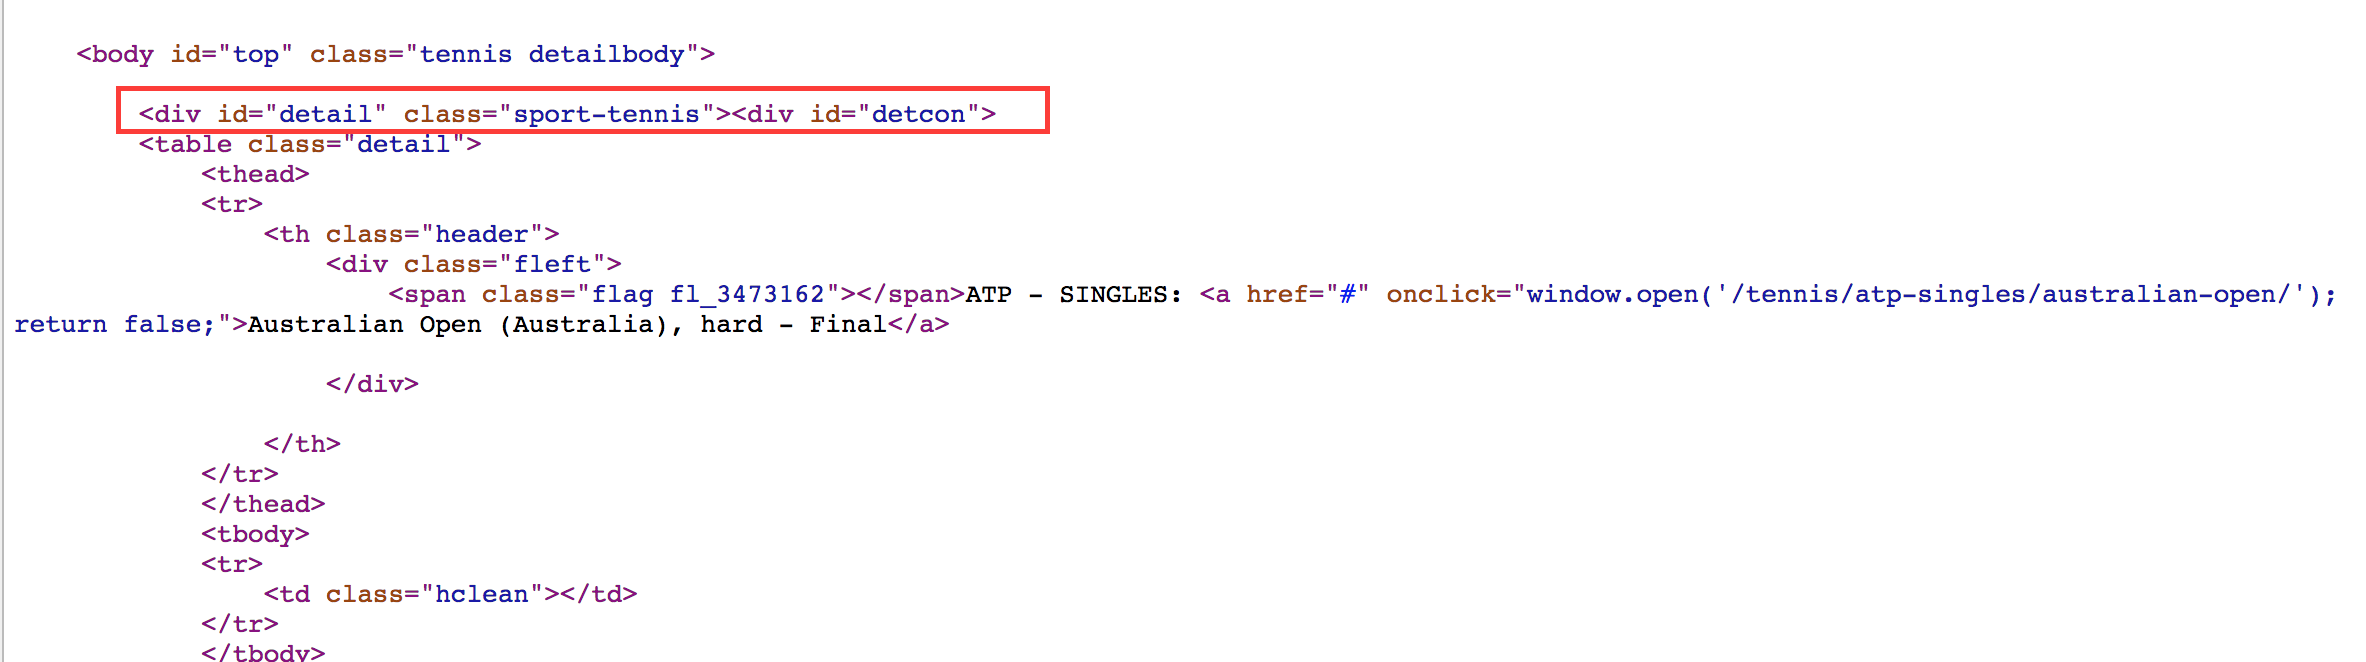 <body id="top" class="tennis detailbody">
<div id="detail" class="sport-tennis"><div id="detcon">
<table class="detail">
<thead>
<tr>
<th class="header">
<div class="fleft">
<span class="flag fl_3473162"></span>ATP - SINGLES: <a href="#" onclick="window.open('/tennis/atp-singles/australian-open/');
return false;">Australian Open (Australia), hard - Final</a>
</div>
</th>
</tr>
</thead>
<tbody>
<tr>
<td class="hclean"></td>
</tr>
</tbody>